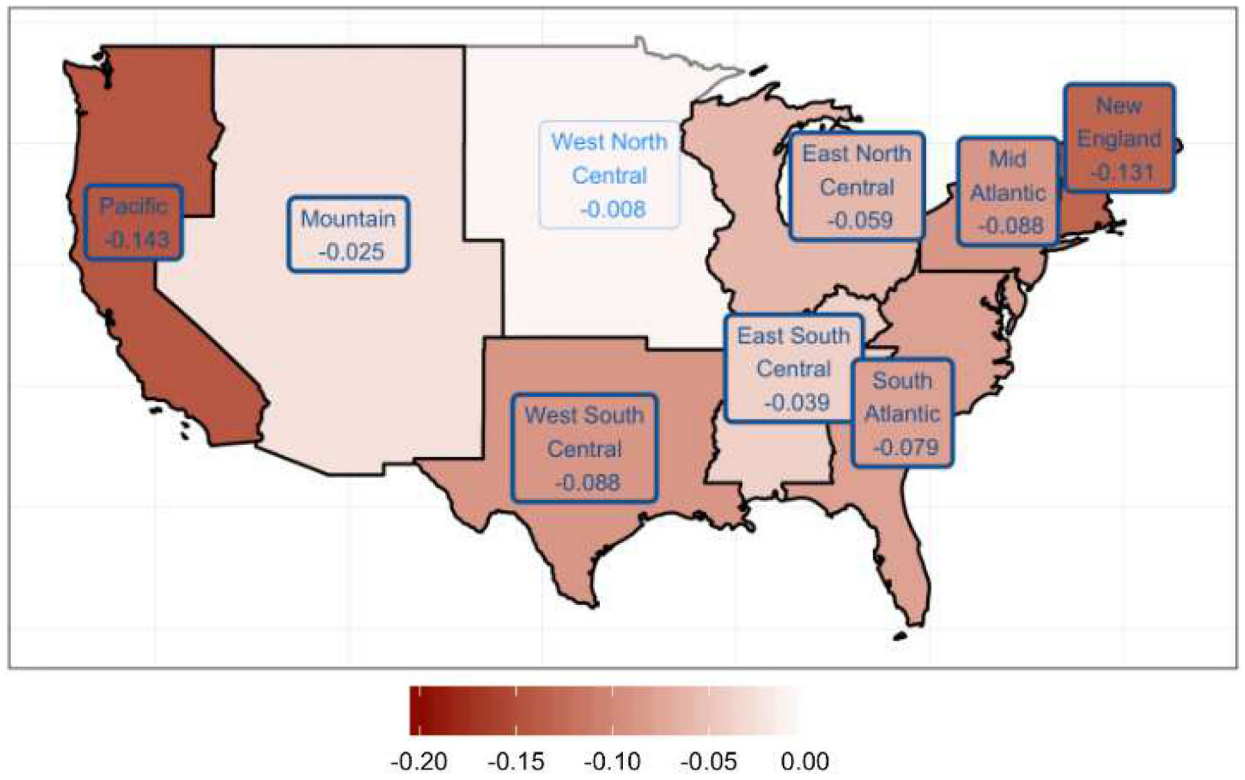 New
England
-0.131
West North
Central
-0.008
East North
Central
-0.059
Mid
Atlantic
-0.088
Pacific
-0.143
Mountain
-0.025
East South
Central
-0.039
South
Atlantic
-0.079
West South
Central
-0.088
-0.20 -0.15 -0.10 -0.05 0.00